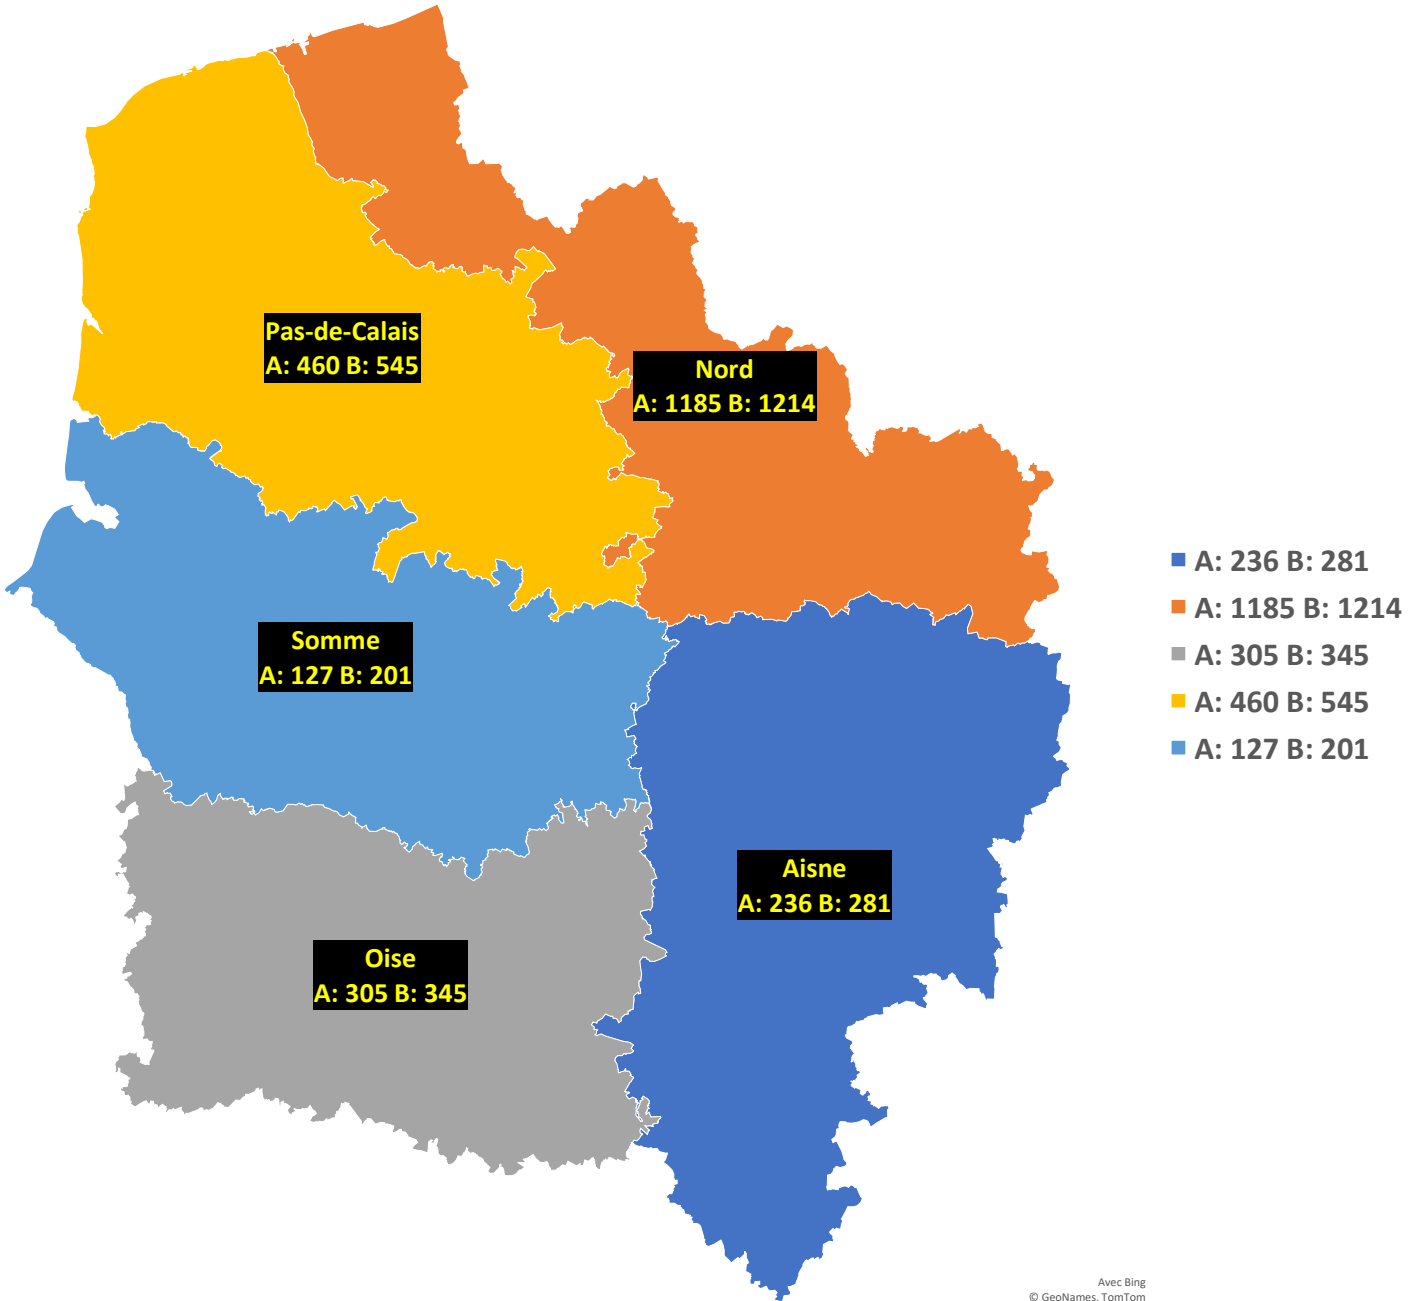 Pas-de-Calais
A: 460 B: 545
Nord
A: 1185 B: 1214
Somme
A: 127 B: 201
Aisne
A: 236 B: 281
Oise
A: 305 B: 345
A: 236 B: 281
A: 1185 B: 1214
A: 305 B: 345
A: 460 B: 545
A: 127 B: 201
Avec Bing
© GeoNames, TomTom